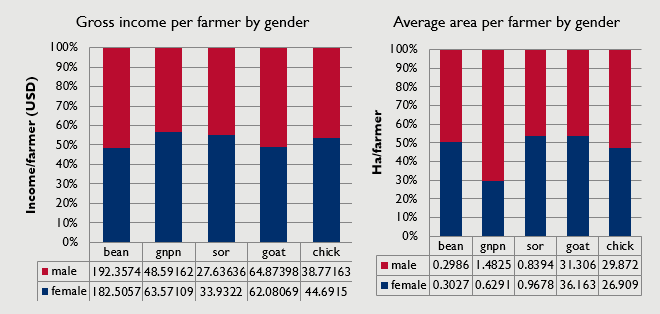 Gross income per farmer by gender
Income/farmer (USD)
100%
90%
80%
70%
60%
50%
40%
30%
20%
10%
0%
bean gnpn sor goat chick
male 192.3574 48.59162 27.63636 64.87398 38.77163
female 182.5057 63.57109 33.9322 62.08069 44.6915
Average area per farmer by gender
Ha/farmer
100%
90%
80%
70%
60%
50%
40%
30%
20%
10%
0%
bean gnpn sor goat chick
male 0.2986 1.4825 0.8394 31.306 29.872
female 0.3027 0.6291 0.9678 36.163 26.909